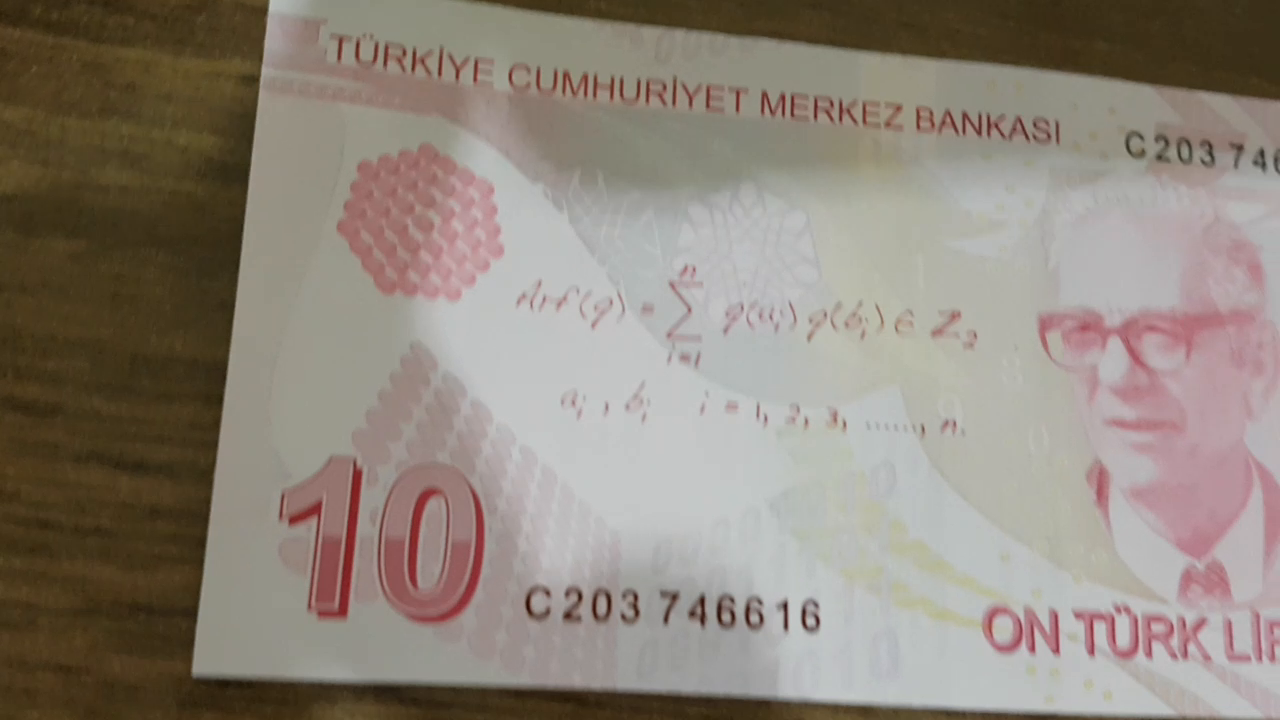 TÜRKİYE CUMHURİYET MERKEZ BANKASI
C203 746
Arf(q) = n∑i=1 q(ai) q(bi) ∈ Z2
ai , bi i = 1, 2, 3, ......, n.
10
C203 746616
ON TÜRK LİR